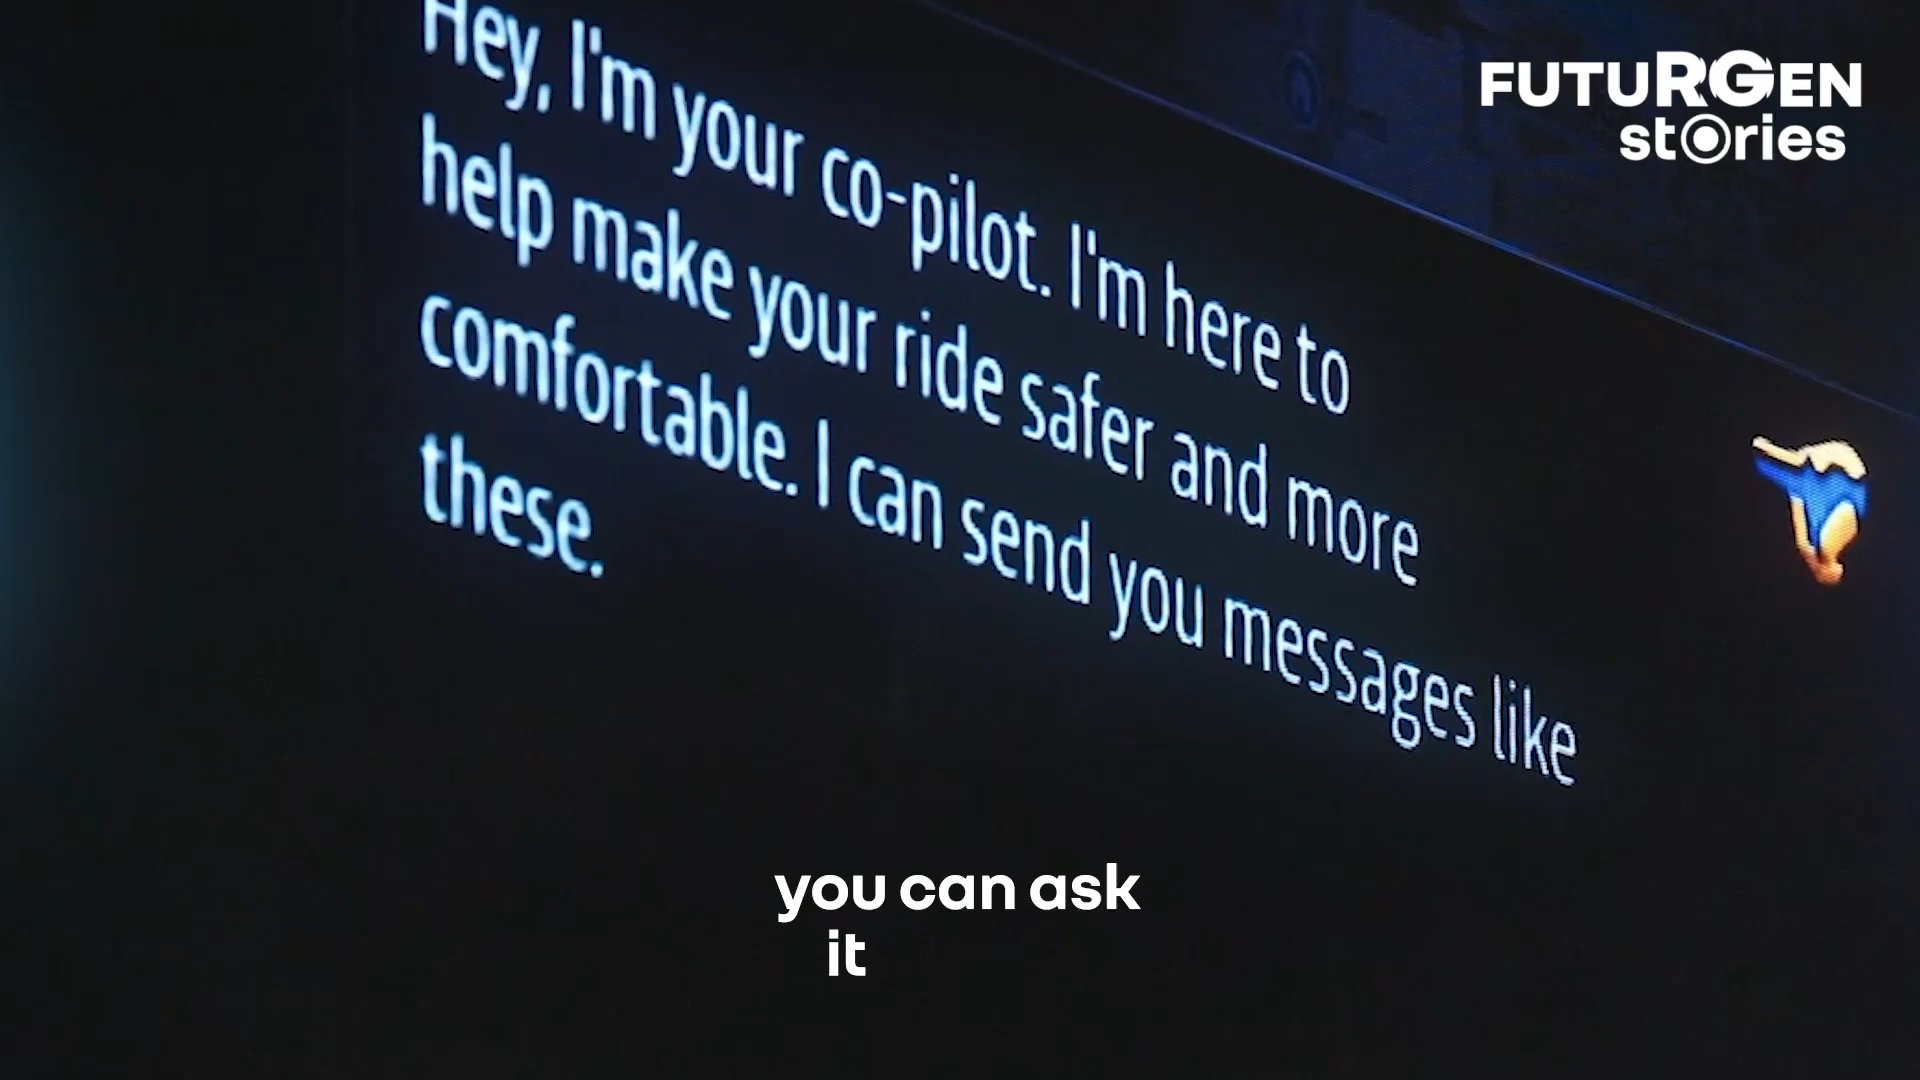 Hey, I'm your co-pilot. I'm here to
help make your ride safer and more
comfortable. I can send you messages like
these.
FUTURGEN
stories
you can ask
it